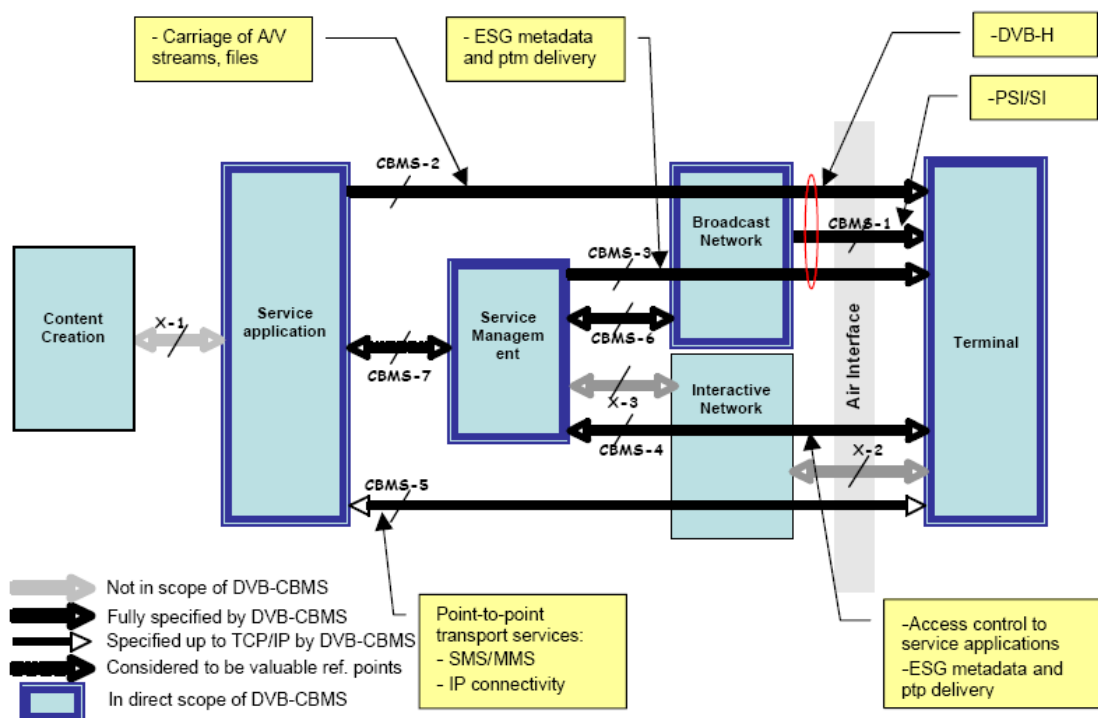 - Carriage of A/V
streams, files
- ESG metadata
and ptm delivery
-DVB-H
-PSI/SI
CBMS-2
CBMS-1
CBMS-3
Broadcast
Network
Content
Creation
X-1
Service
application
Service
Managem
ent
CBMS-6
CBMS-7
X-3
Interactive
Network
CBMS-4
Air Interface
Terminal
X-2
CBMS-5
Not in scope of DVB-CBMS
Fully specified by DVB-CBMS
Specified up to TCP/IP by DVB-CBMS
Considered to be valuable ref. points
In direct scope of DVB-CBMS
Point-to-point
transport services:
- SMS/MMS
- IP connectivity
-Access control to
service applications
-ESG metadata and
ptp delivery